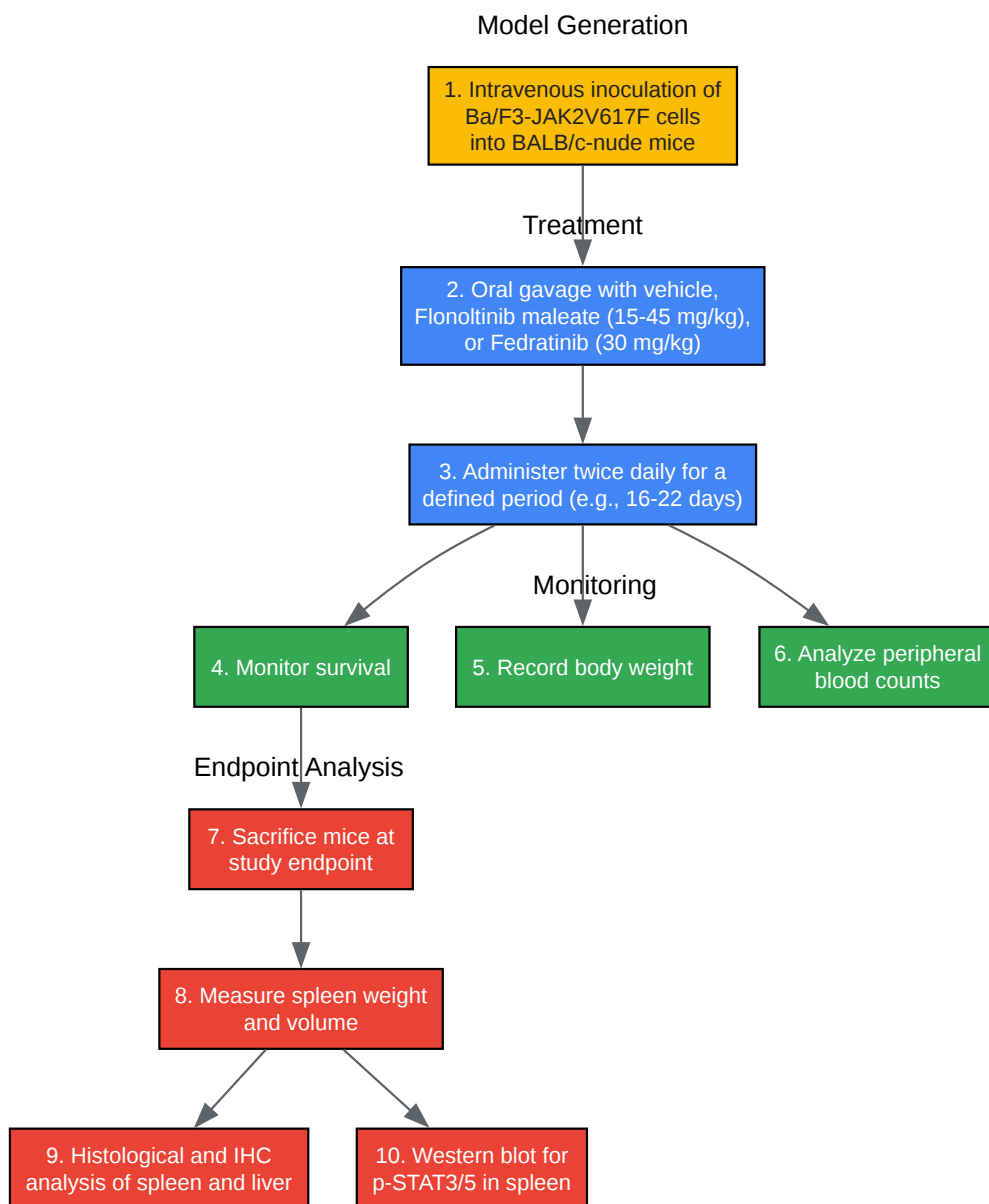 Model Generation
1. Intravenous inoculation of
Ba/F3-JAK2V617F cells
into BALB/c-nude mice
Treatment
2. Oral gavage with vehicle,
Flonoltinib maleate (15-45 mg/kg),
or Fedratinib (30 mg/kg)
3. Administer twice daily for a
defined period (e.g., 16-22 days)
Monitoring
4. Monitor survival
5. Record body weight
6. Analyze peripheral
blood counts
Endpoint Analysis
7. Sacrifice mice at
study endpoint
8. Measure spleen weight
and volume
9. Histological and IHC
analysis of spleen and liver
10. Western blot for
p-STAT3/5 in spleen